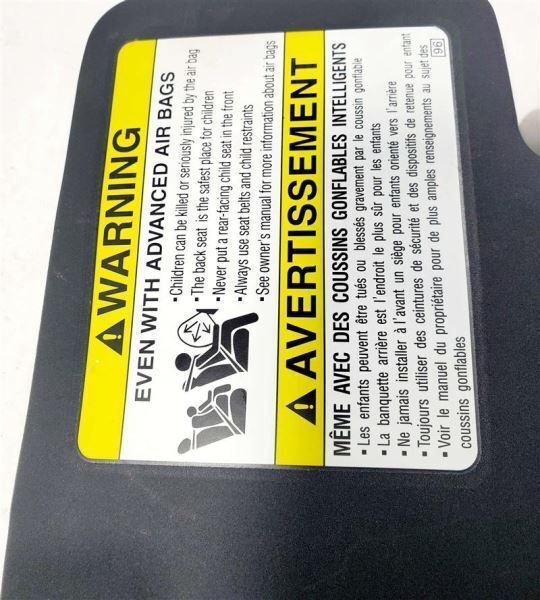 ⚠WARNING
EVEN WITH ADVANCED AIR BAGS
• Children can be killed or seriously injured by the air bag
• The back seat is the safest place for children
• Never put a rear-facing child seat in the front
• Always use seat belts and child restraints
• See owner's manual for more information about air bags
⚠AVERTISSEMENT
MÊME AVEC DES COUSSINS GONFLABLES INTELLIGENTS
• Les enfants peuvent être tués ou blessés gravement par le coussin gonflable
• La banquette arrière est l'endroit le plus sûr pour les enfants
• Ne jamais installer à l'avant un siège pour enfants orienté vers l'arrière
• Toujours utiliser des ceintures de sécurité et des dispositifs de retenue pour enfant
• Voir le manuel du propriétaire pour de plus amples renseignements au sujet des
coussins gonflables
96